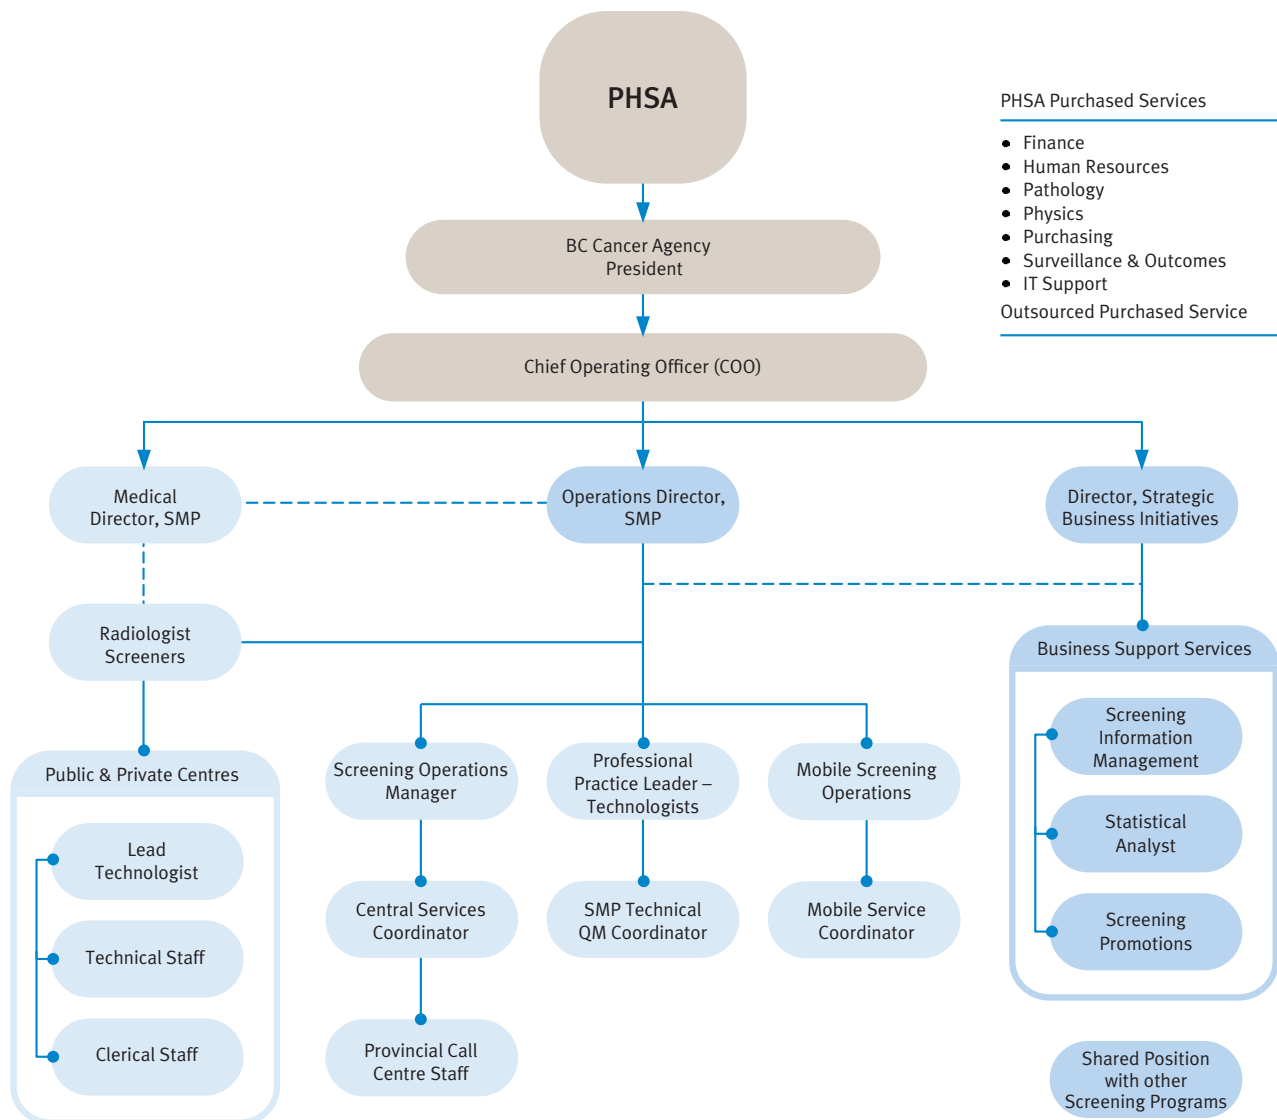 PHSA
PHSA Purchased Services
• Finance
• Human Resources
• Pathology
• Physics
• Purchasing
• Surveillance & Outcomes
• IT Support
Outsourced Purchased Service
BC Cancer Agency
President
Chief Operating Officer (COO)
Medical
Director, SMP
Operations Director,
SMP
Director, Strategic
Business Initiatives
Radiologist
Screeners
Business Support Services
Screening
Information
Management
Statistical
Analyst
Screening
Promotions
Public & Private Centres
Lead
Technologist
Technical Staff
Clerical Staff
Screening Operations
Manager
Professional
Practice Leader –
Technologists
Mobile Screening
Operations
Central Services
Coordinator
SMP Technical
QM Coordinator
Mobile Service
Coordinator
Provincial Call
Centre Staff
Shared Position
with other
Screening Programs